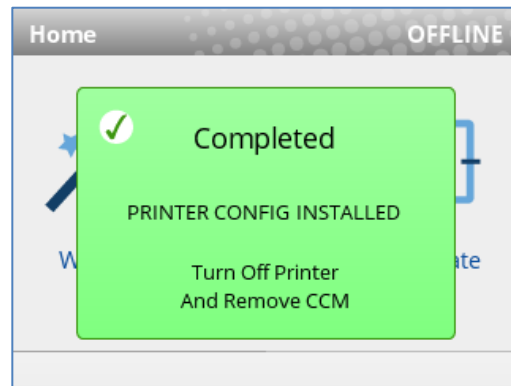 Home OFFLINE
Completed
PRINTER CONFIG INSTALLED
Turn Off Printer
And Remove CCM